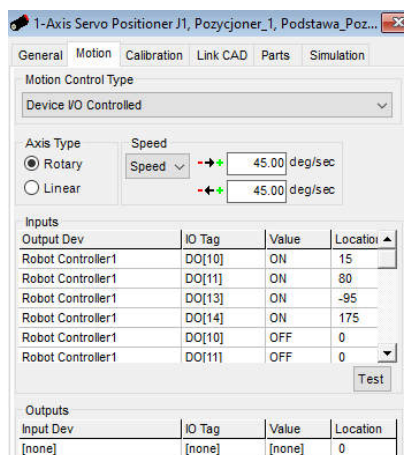 1-Axis Servo Positioner J1, Pozycjoner_1, Podstawa_Poz...
General Motion Calibration Link CAD Parts Simulation
Motion Control Type
Device I/O Controlled
Axis Type Speed
Rotary Speed 45.00 deg/sec
Linear 45.00 deg/sec
Inputs
Output Dev IO Tag Value Location
Robot Controller1 DO[10] ON 15
Robot Controller1 DO[11] ON 80
Robot Controller1 DO[13] ON -95
Robot Controller1 DO[14] ON 175
Robot Controller1 DO[10] OFF 0
Robot Controller1 DO[11] OFF 0
Test
Outputs
Input Dev IO Tag Value Location
[none] [none] [none] 0